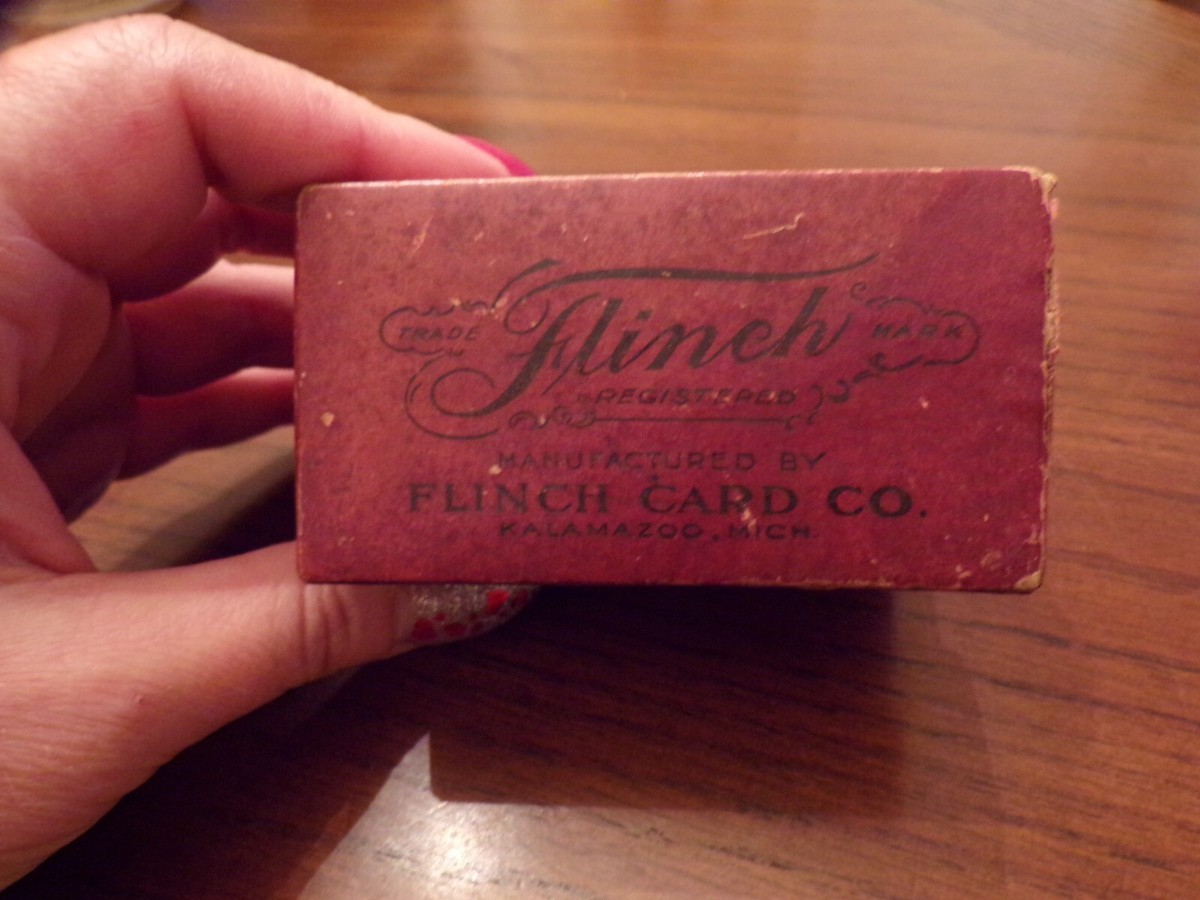 TRADE Flinch MARK
REGISTERED
MANUFACTURED BY
FLINCH CARD CO.
KALAMAZOO, MICH.